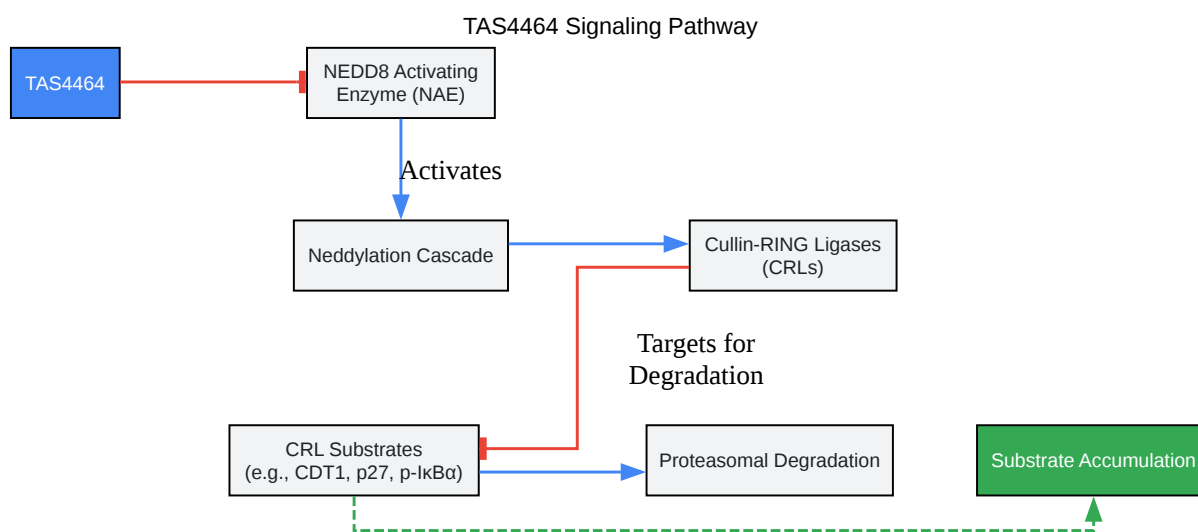 TAS4464 Signaling Pathway
TAS4464
NEDD8 Activating
Enzyme (NAE)
Activates
Neddylation Cascade
Cullin-RING Ligases
(CRLs)
Targets for
Degradation
CRL Substrates
(e.g., CDT1, p27, p-IκBα)
Proteasomal Degradation
Substrate Accumulation